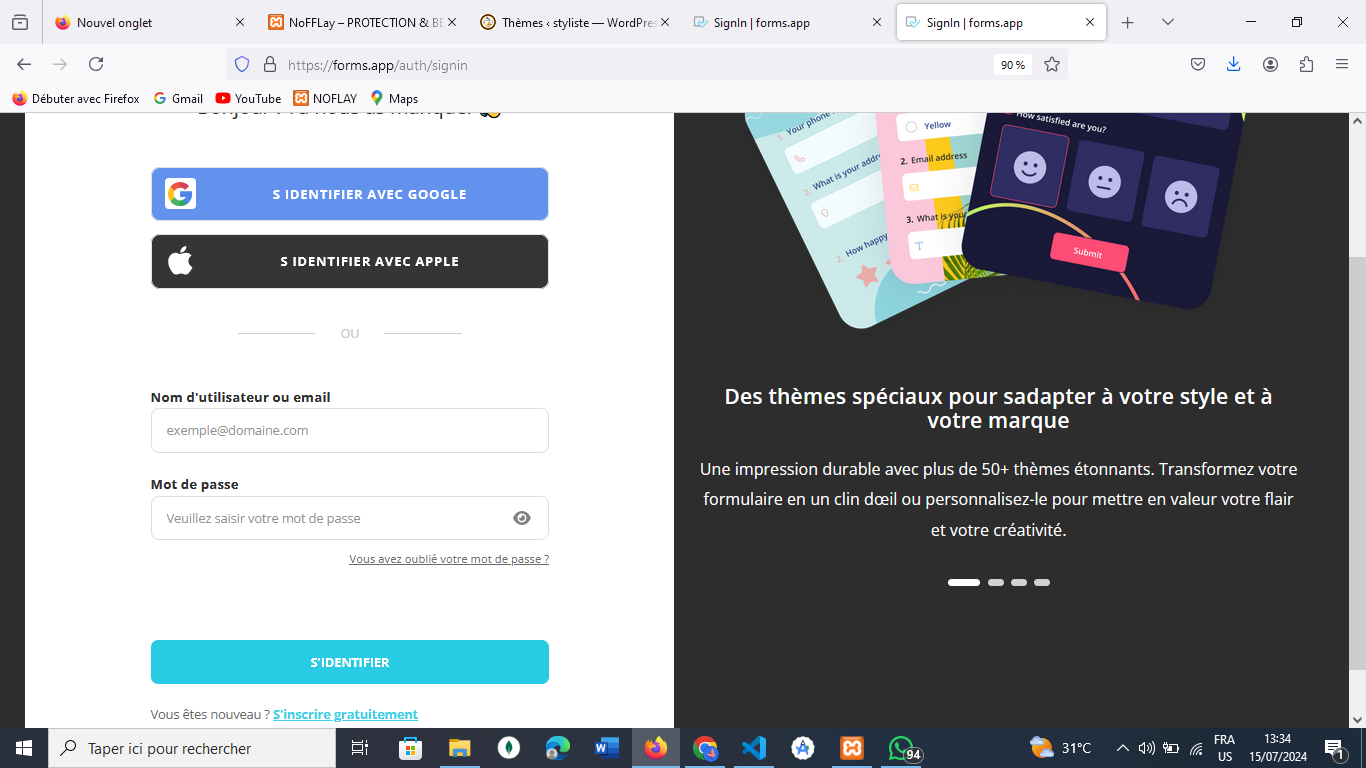 Nouvel onglet
NoFFLay – PROTECTION & BE
Thèmes ‹ styliste — WordPres
SignIn | forms.app
SignIn | forms.app
https://forms.app/auth/signin
90 %
Débuter avec Firefox
Gmail
YouTube
NOFLAY
Maps
S IDENTIFIER AVEC GOOGLE
S IDENTIFIER AVEC APPLE
OU
Nom d'utilisateur ou email
exemple@domaine.com
Mot de passe
Veuillez saisir votre mot de passe
Vous avez oublié votre mot de passe ?
S'IDENTIFIER
Vous êtes nouveau ? S'inscrire gratuitement
1. Your phone
2. What is your addr
2. How happy
Yellow
2. Email address
3. What is your
T
How satisfied are you?
Submit
Des thèmes spéciaux pour sadapter à votre style et à
votre marque
Une impression durable avec plus de 50+ thèmes étonnants. Transformez votre
formulaire en un clin dœil ou personnalisez-le pour mettre en valeur votre flair
et votre créativité.
Taper ici pour rechercher
94
31°C
FRA
US
13:34
15/07/2024
1